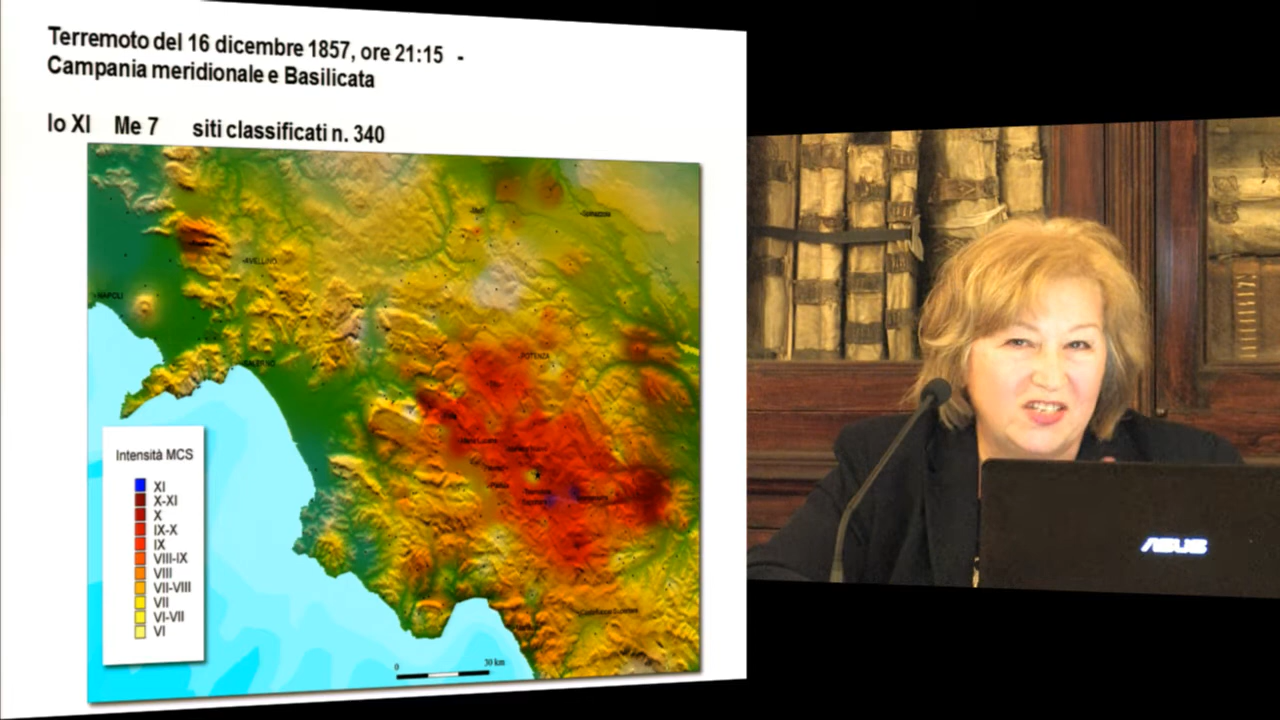 Terremoto del 16 dicembre 1857, ore 21:15 -
Campania meridionale e Basilicata
Io XI Me 7 siti classificati n. 340
AVELLINO
NAPOLI
SALERNO
POTENZA
Intensità MCS
XI
X-XI
X
IX-X
IX
VIII-IX
VIII
VII-VIII
VII
VI-VII
VI
0 30 km
ASUS